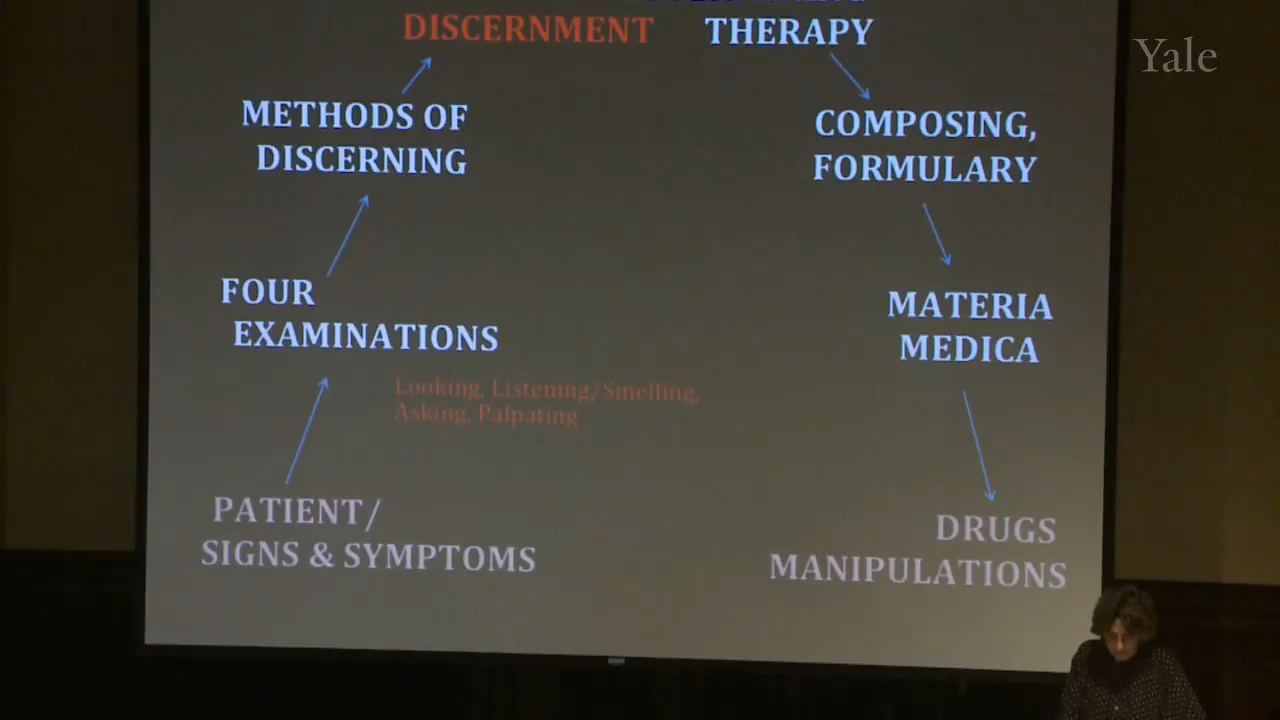 DISCERNMENT
THERAPY
Yale
METHODS OF
DISCERNING
COMPOSING,
FORMULARY
FOUR
EXAMINATIONS
MATERIA
MEDICA
Looking, Listening/Smelling,
Asking, Palpating
PATIENT/
SIGNS & SYMPTOMS
DRUGS
MANIPULATIONS